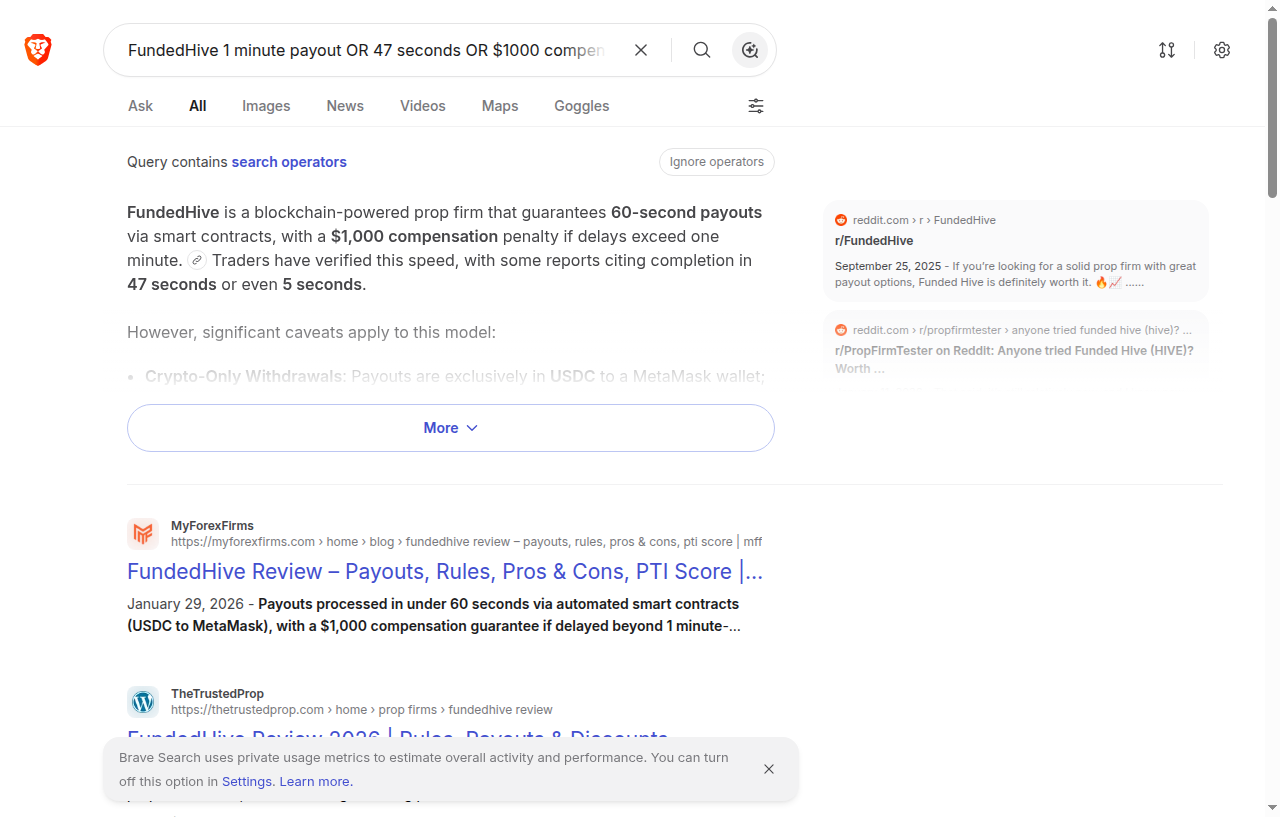 FundedHive 1 minute payout OR 47 seconds OR $1000 compen
Ask All Images News Videos Maps Goggles
Query contains search operators
Ignore operators
FundedHive is a blockchain-powered prop firm that guarantees 60-second payouts
via smart contracts, with a $1,000 compensation penalty if delays exceed one
minute. Traders have verified this speed, with some reports citing completion in
47 seconds or even 5 seconds.
However, significant caveats apply to this model:
• Crypto-Only Withdrawals: Payouts are exclusively in USDC to a MetaMask wallet;
More
reddit.com › r › FundedHive
r/FundedHive
September 25, 2025 - If you're looking for a solid prop firm with great
payout options, Funded Hive is definitely worth it. 🔥📈 ......
reddit.com › r/propfirmtester › anyone tried funded hive (hive)? ...
r/PropFirmTester on Reddit: Anyone tried Funded Hive (HIVE)?
Worth ...
MyForexFirms
https://myforexfirms.com › home › blog › fundedhive review – payouts, rules, pros & cons, pti score | mff
FundedHive Review – Payouts, Rules, Pros & Cons, PTI Score |...
January 29, 2026 - Payouts processed in under 60 seconds via automated smart contracts
(USDC to MetaMask), with a $1,000 compensation guarantee if delayed beyond 1 minute-...
TheTrustedProp
https://thetrustedprop.com › home › prop firms › fundedhive review
FundedHive Review 2026 | Rules, Payouts & Discounts
Brave Search uses private usage metrics to estimate overall activity and performance. You can turn
off this option in Settings. Learn more.